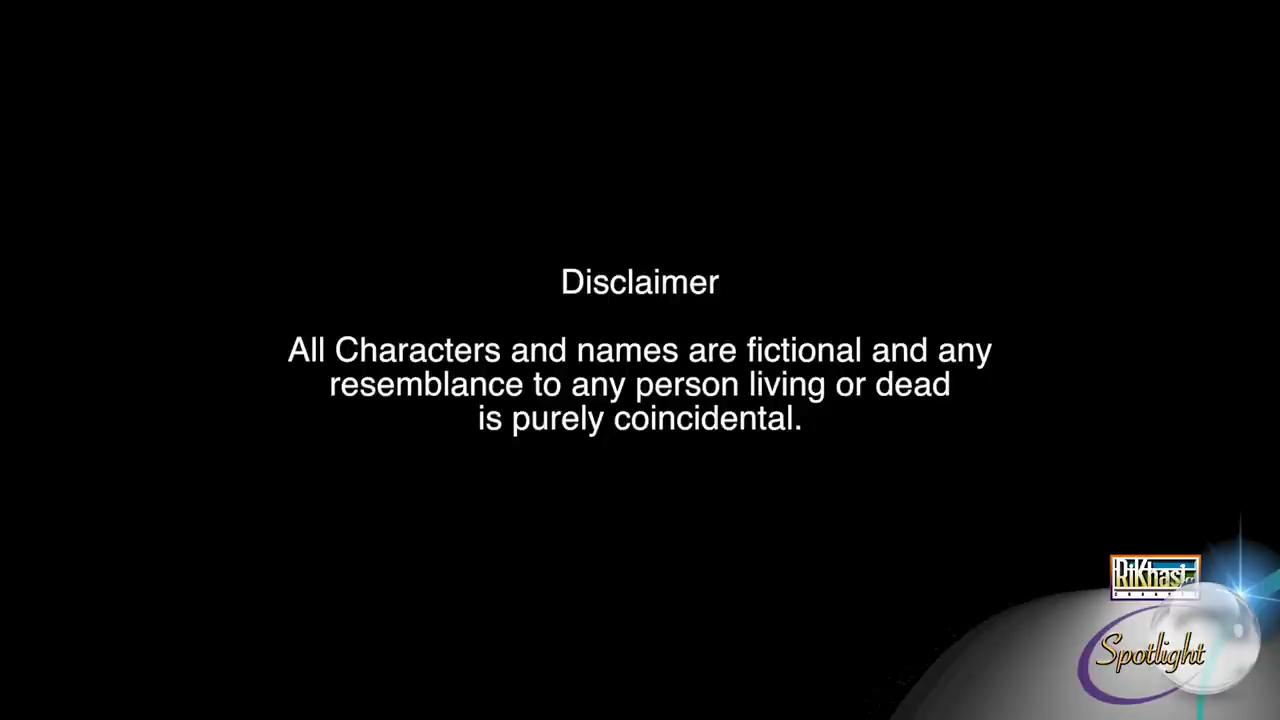 Disclaimer
All Characters and names are fictional and any
resemblance to any person living or dead
is purely coincidental.
RiKhasi
Spotlight